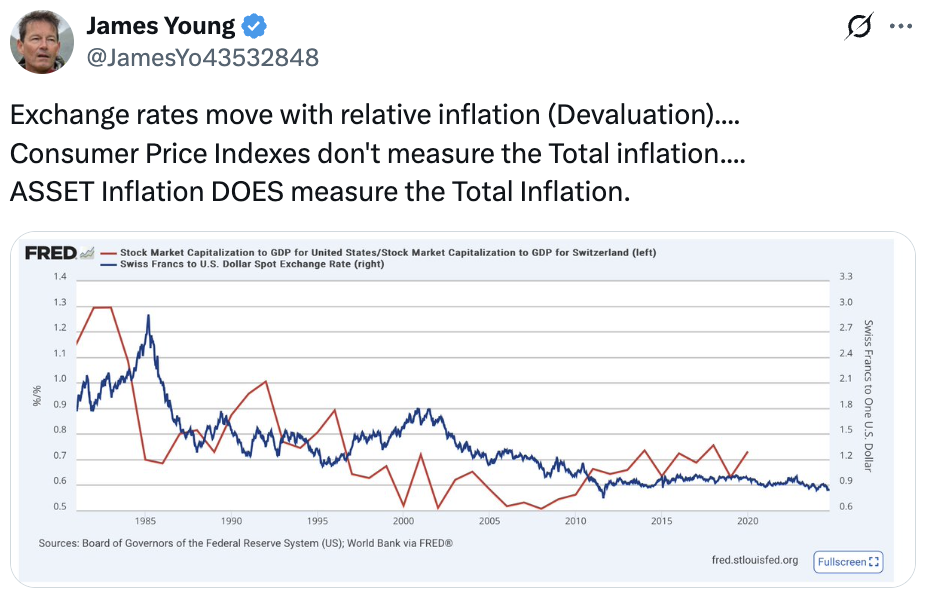 James Young
@JamesYo43532848
Exchange rates move with relative inflation (Devaluation)....
Consumer Price Indexes don't measure the Total inflation....
ASSET Inflation DOES measure the Total Inflation.
FRED
Stock Market Capitalization to GDP for United States/Stock Market Capitalization to GDP for Switzerland (left)
Swiss Francs to U.S. Dollar Spot Exchange Rate (right)
1.4
1.3
1.2
1.1
1.0
0.9
0.8
0.7
0.6
0.5
%/%
3.3
3.0
2.7
2.4
2.1
1.8
1.5
1.2
0.9
0.6
Swiss Francs to One U.S. Dollar
1985 1990 1995 2000 2005 2010 2015 2020
Sources: Board of Governors of the Federal Reserve System (US); World Bank via FRED®
fred.stlouisfed.org
Fullscreen